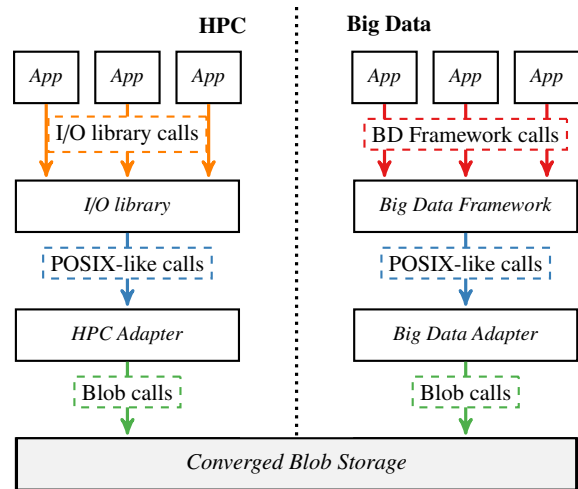 HPC
Big Data
App App App
App App App
I/O library calls
BD Framework calls
I/O library
Big Data Framework
POSIX-like calls
POSIX-like calls
HPC Adapter
Big Data Adapter
Blob calls
Blob calls
Converged Blob Storage